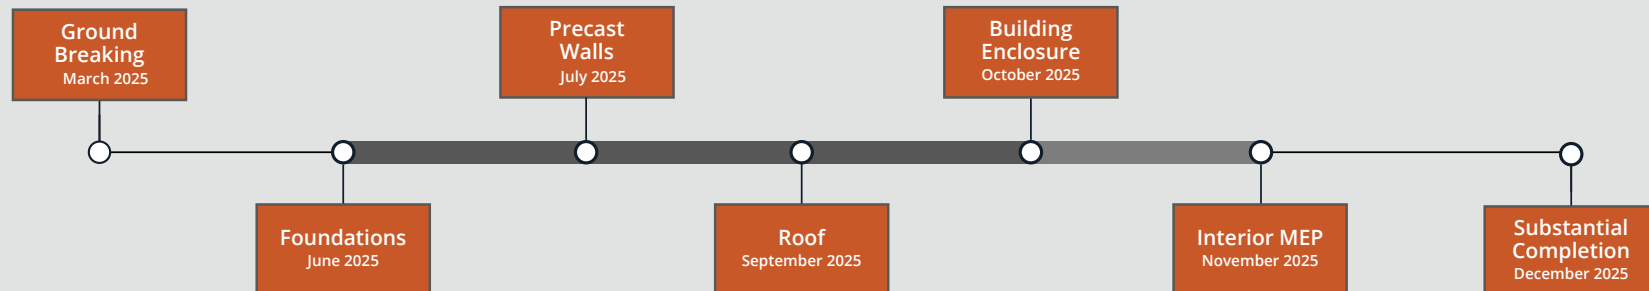 Ground
Breaking
March 2025
Foundations
June 2025
Precast
Walls
July 2025
Roof
September 2025
Building
Enclosure
October 2025
Interior MEP
November 2025
Substantial
Completion
December 2025